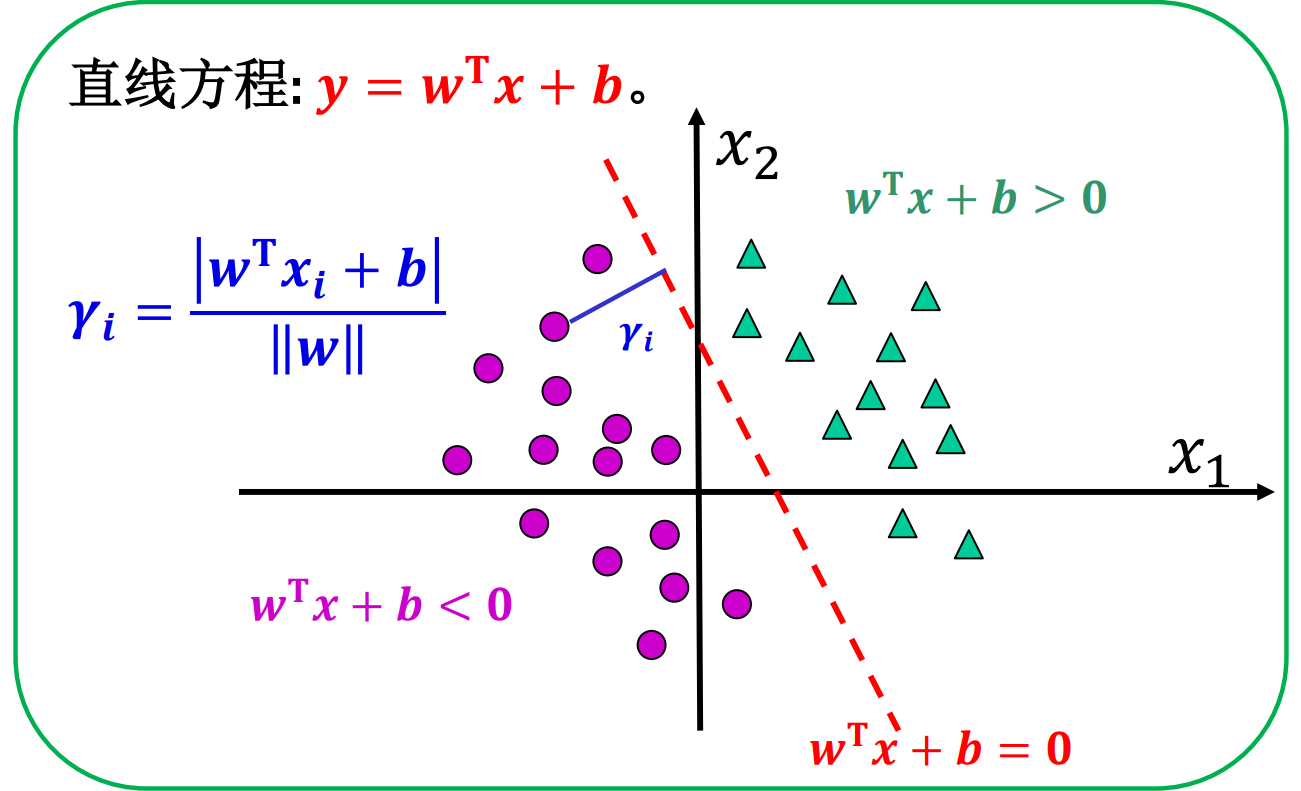 直线方程: y = wᵀx + b。
x₂
wᵀx + b > 0
γᵢ = |wᵀxᵢ + b| / ||w||
γᵢ
x₁
wᵀx + b < 0
wᵀx + b = 0